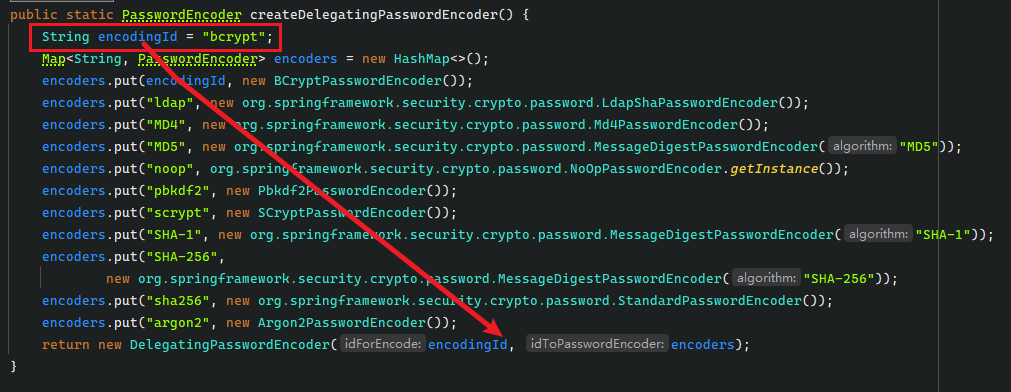 public static PasswordEncoder createDelegatingPasswordEncoder() {
String encodingId = "bcrypt";
Map<String, PasswordEncoder> encoders = new HashMap<>();
encoders.put(encodingId, new BCryptPasswordEncoder());
encoders.put("ldap", new org.springframework.security.crypto.password.LdapShaPasswordEncoder());
encoders.put("MD4", new org.springframework.security.crypto.password.Md4PasswordEncoder());
encoders.put("MD5", new org.springframework.security.crypto.password.MessageDigestPasswordEncoder( algorithm: "MD5"));
encoders.put("noop", org.springframework.security.crypto.password.NoOpPasswordEncoder.getInstance());
encoders.put("pbkdf2", new Pbkdf2PasswordEncoder());
encoders.put("scrypt", new SCryptPasswordEncoder());
encoders.put("SHA-1", new org.springframework.security.crypto.password.MessageDigestPasswordEncoder( algorithm: "SHA-1"));
encoders.put("SHA-256",
new org.springframework.security.crypto.password.MessageDigestPasswordEncoder( algorithm: "SHA-256"));
encoders.put("sha256", new org.springframework.security.crypto.password.StandardPasswordEncoder());
encoders.put("argon2", new Argon2PasswordEncoder());
return new DelegatingPasswordEncoder( idForEncode: encodingId, idToPasswordEncoder: encoders);
}